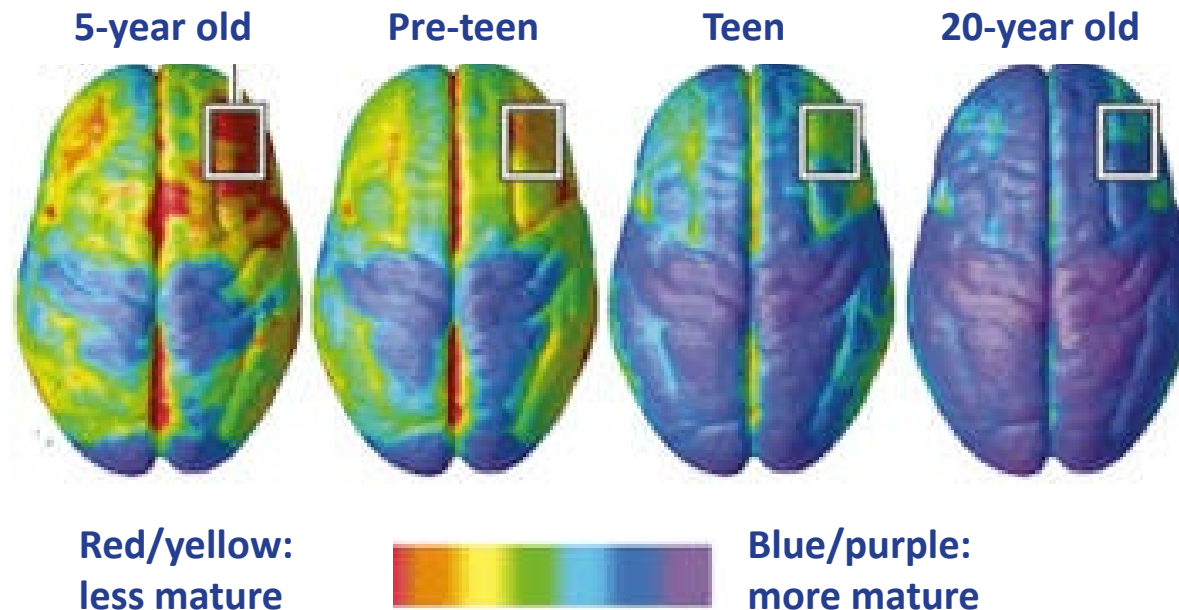 5-year old
Pre-teen
Teen
20-year old
Red/yellow:
less mature
Blue/purple:
more mature